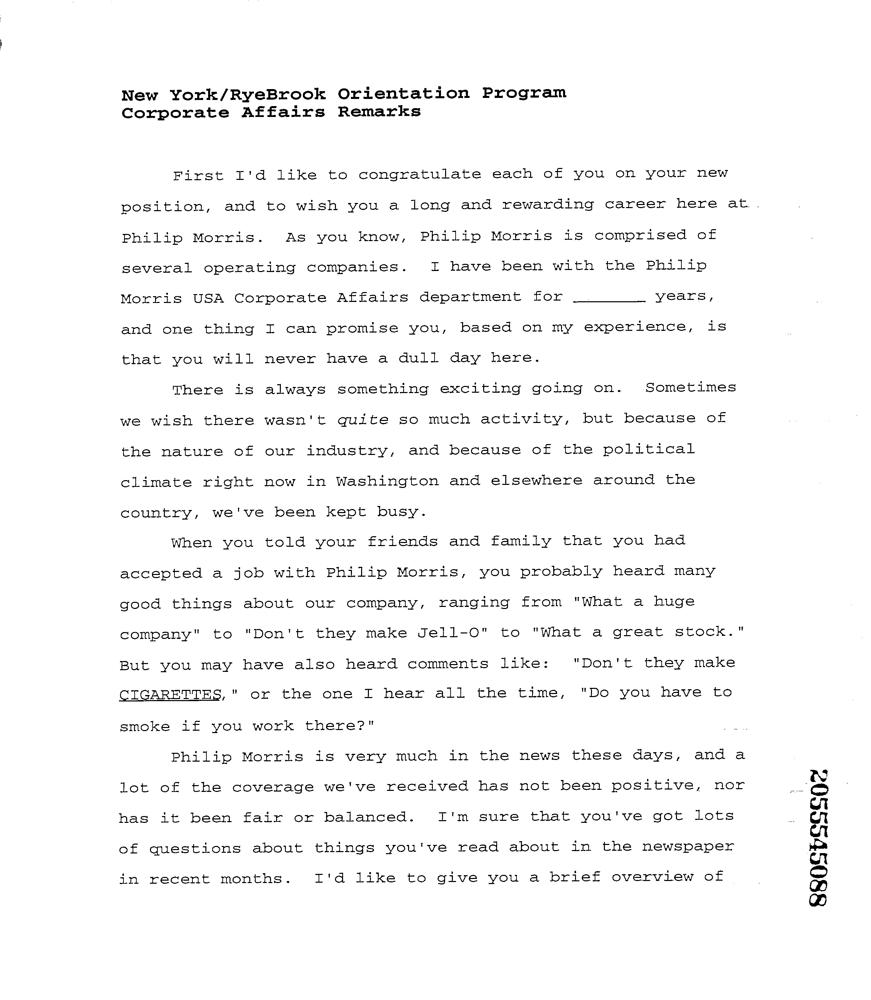 New York/RyeBrook Orientation Program
Corporate Affairs Remarks
First I'd like to congratulate each of you on your new
position, and to wish you a long and rewarding career here at
Philip Morris.  As you know, Philip Morris is comprised of
several operating companies.  I have been with the Philip
Morris USA Corporate Affairs department for _______ years,
and one thing I can promise you, based on my experience, is
that you will never have a dull day here.
There is always something exciting going on.  Sometimes
we wish there wasn't quite so much activity, but because of
the nature of our industry, and because of the political
climate right now in Washington and elsewhere around the
country, we've been kept busy.
When you told your friends and family that you had
accepted a job with Philip Morris, you probably heard many
good things about our company, ranging from "What a huge
company" to "Don't they make Jell-O" to "What a great stock."
But you may have also heard comments like:  "Don't they make
CIGARETTES," or the one I hear all the time, "Do you have to
smoke if you work there?"
Philip Morris is very much in the news these days, and a
lot of the coverage we've received has not been positive, nor
has it been fair or balanced.  I'm sure that you've got lots
of questions about things you've read about in the newspaper
in recent months.  I'd like to give you a brief overview of
2055545088